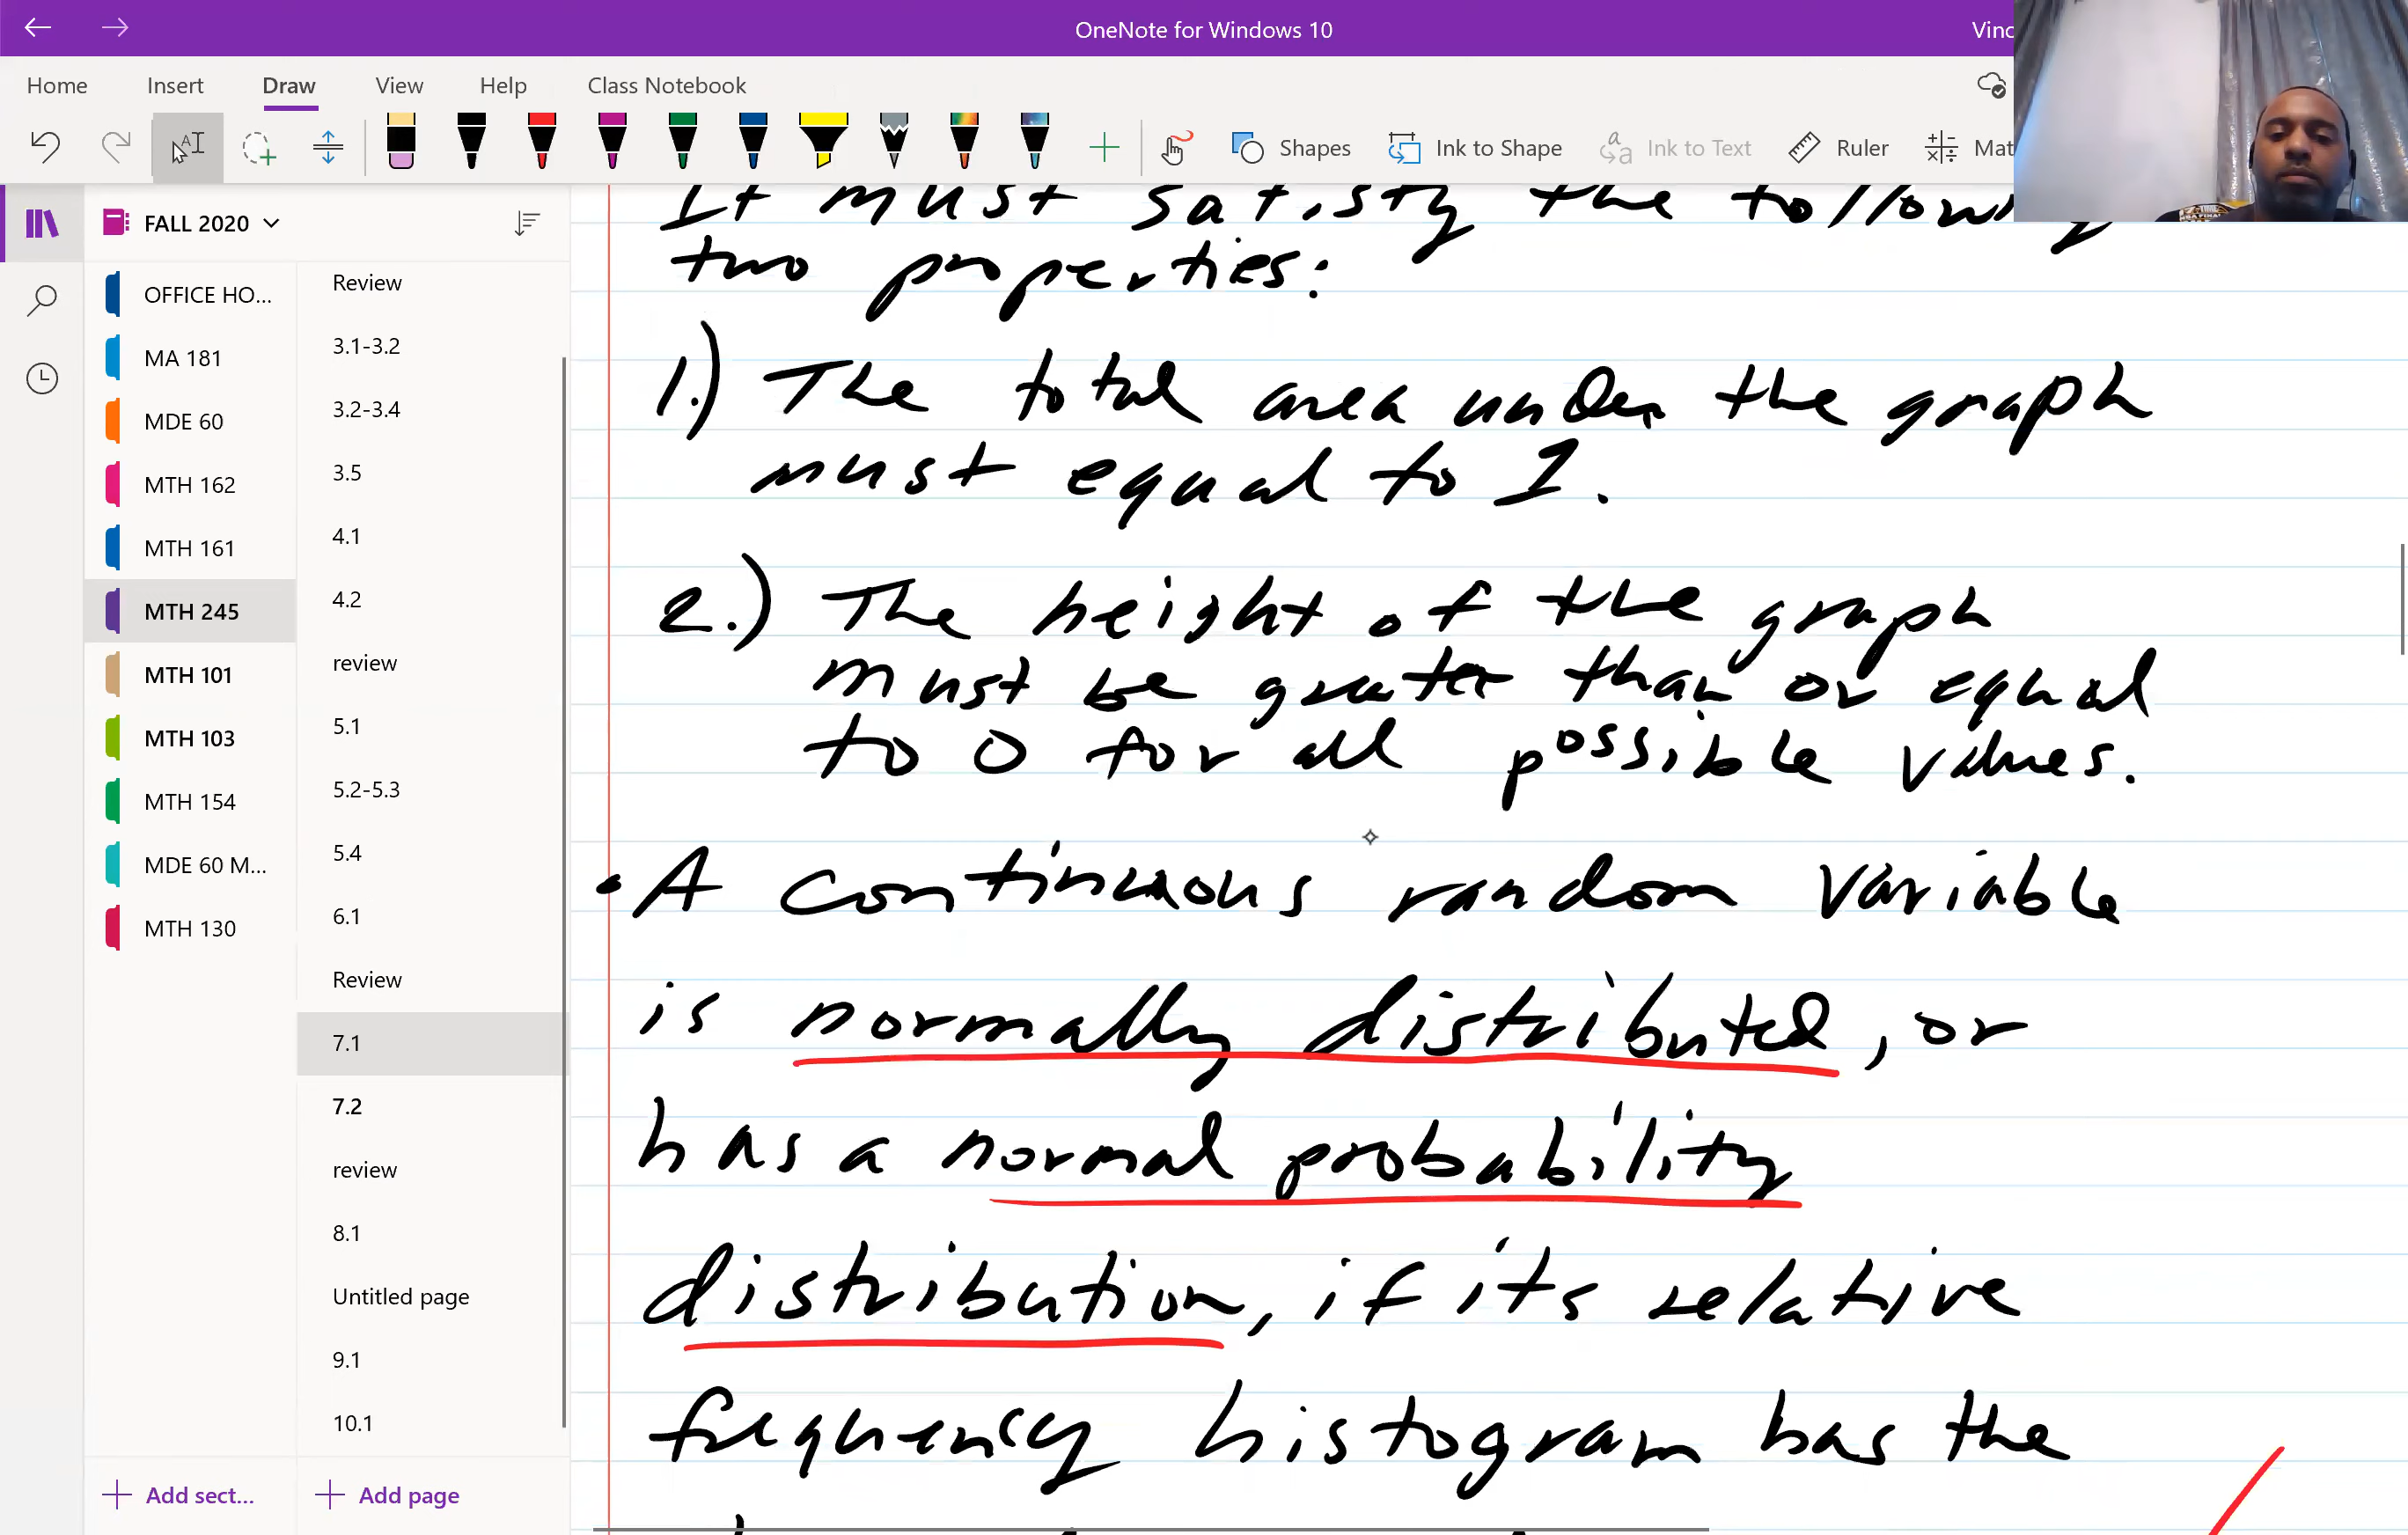 OneNote for Windows 10
Vinc
Home Insert Draw View Help Class Notebook
Shapes Ink to Shape Ink to Text Ruler Mat
FALL 2020
OFFICE HO...
MA 181
MDE 60
MTH 162
MTH 161
MTH 245
MTH 101
MTH 103
MTH 154
MDE 60 M...
MTH 130
Add sect...
Review
3.1-3.2
3.2-3.4
3.5
4.1
4.2
review
5.1
5.2-5.3
5.4
6.1
Review
7.1
7.2
review
8.1
Untitled page
9.1
10.1
Add page
It must satisfy the following
two properties:
1.) The total area under the graph
must equal to 1.
2.) The height of the graph
must be greater than or equal
to 0 for all possible values.
• A continuous random variable
is normally distributed, or
has a normal probability
distribution, if its relative
frequency histogram has the